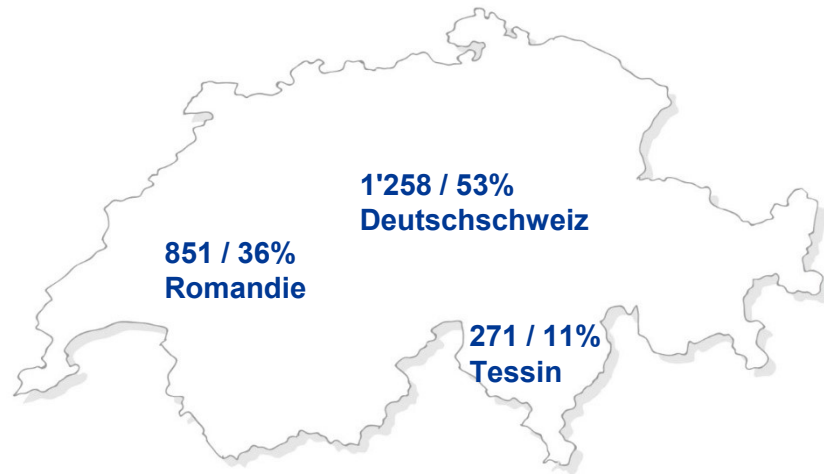 1'258 / 53%
Deutschschweiz
851 / 36%
Romandie
271 / 11%
Tessin